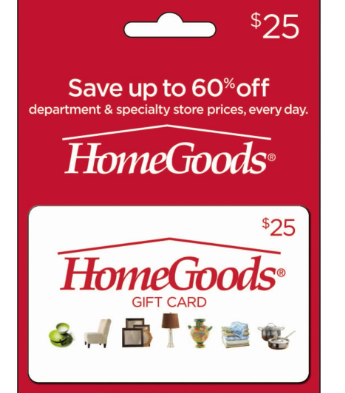 $25
Save up to 60% off
department & specialty store prices, every day.
HomeGoods®
$25
HomeGoods®
GIFT CARD